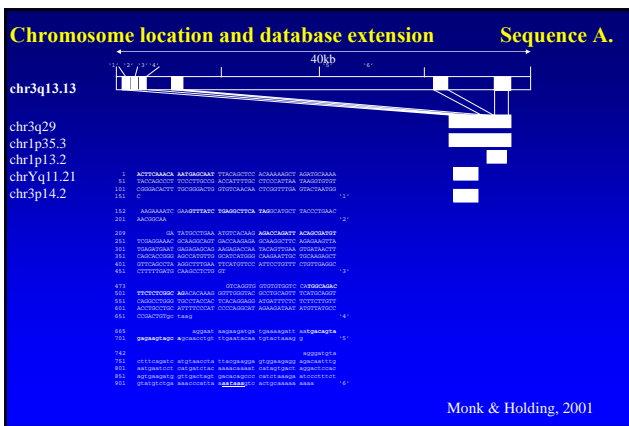 Chromosome location and database extension Sequence A.
40kb
'1' '2' '3' '4' '5' '6'
chr3q13.13
chr3q29
chr1p35.3
chr1p13.2
chrYq11.21
chr3p14.2
1 ACTTCAAACA AATGAGCAAT TTACAGCTCC ACAAAAAGCT AGATGCAAAA
51 TACCAGCCCT TCCCTTGCCG ACCATTTTGC CTCCCATTAA TAAGGTGTGT
101 CGGGACACTT TGCGGGACTG GTGTCAACAA CTCGGTTTGA GTACTAATGG
151 C '1'
152 AAGAAAATC GAAGTTTATC TGAGGCTTCA TAGGCATGCT TACCCTGAAC
201 AACGGCAA '2'
209 GA TATGCCTGAA ATGTCACAAG AGACCAGATT ACAGCGATGT
251 TCGAGGAAAC GCAAGGCAGT GACCAAGAGA GCAAGGCTTC AGAGAAGTTA
301 TGAGATGAAT GAGAGAGCAG AAGAGACCAA TACAGTTGAA GTGATAACTT
351 CAGCACCGGG AGCCATGTTG GCATCATGGG CAAGAATTGC CTGCAAGAGCT
401 GTTCAGCCTA AGGCTTTGAA TTCATGTTCC ATTCCTGTTT CTGTTGAGGC
451 CTTTTTGATG CAAGCCTCTG GT '3'
473 GTCAGGTG GGTGTGTGGTC CATGGCAGAC
501 TTCTCTCGGC AGACACAAAG GGTTGGGTAC GCCTGCAGTT TCATGCAGGT
551 CAGGCCTGGG TGCCTACCAC TCACAGGAGG ATGATTTCTC TCTTCTTGTT
601 ACCTGCCTGC ATTTTCCCAT CCCCAGGCAT AGAAGATAAT ATGTTATGCC
651 CCGACTGTgc taag '4'
665 aggaat aagaagatga tgaaaagatt aatgacagta
701 gagaagtagc agcaacctgt tttgaataca tgtactaaag g '5'
742 agggatgta
751 ctttcagatc atgtaaccta ttacgaagga gtggaagagg agacaatttg
801 aatgaatcct catgatctac aaaacaaaat catagtgact aggactccac
851 agtgaagatg gttgactagt gacacagccc catctaaaga atccctttct
901 gtatgtctga aaacccatta aaataaagtc actgcaaaaa aaaa '6'
Monk & Holding, 2001